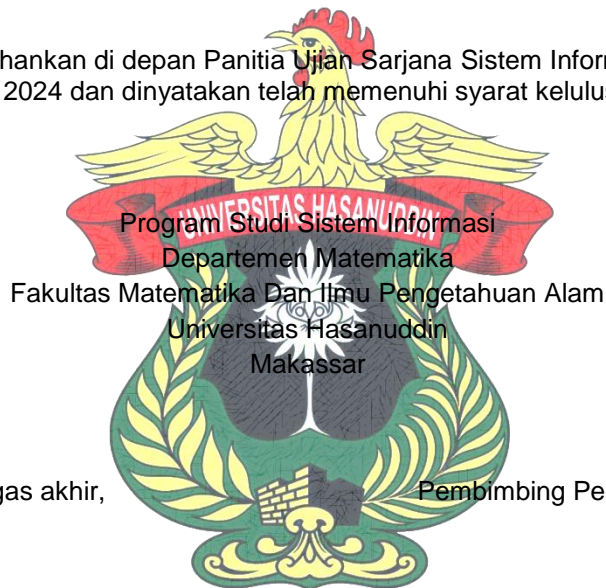 hankan di depan Panitia Ujian Sarjana Sistem Inform
2024 dan dinyatakan telah memenuhi syarat kelulus
UNIVERSITAS HASANUDDIN
Program Studi Sistem Informasi
Departemen Matematika
Fakultas Matematika Dan Ilmu Pengetahuan Alam
Universitas Hasanuddin
Makassar
gas akhir, Pembimbing Pe